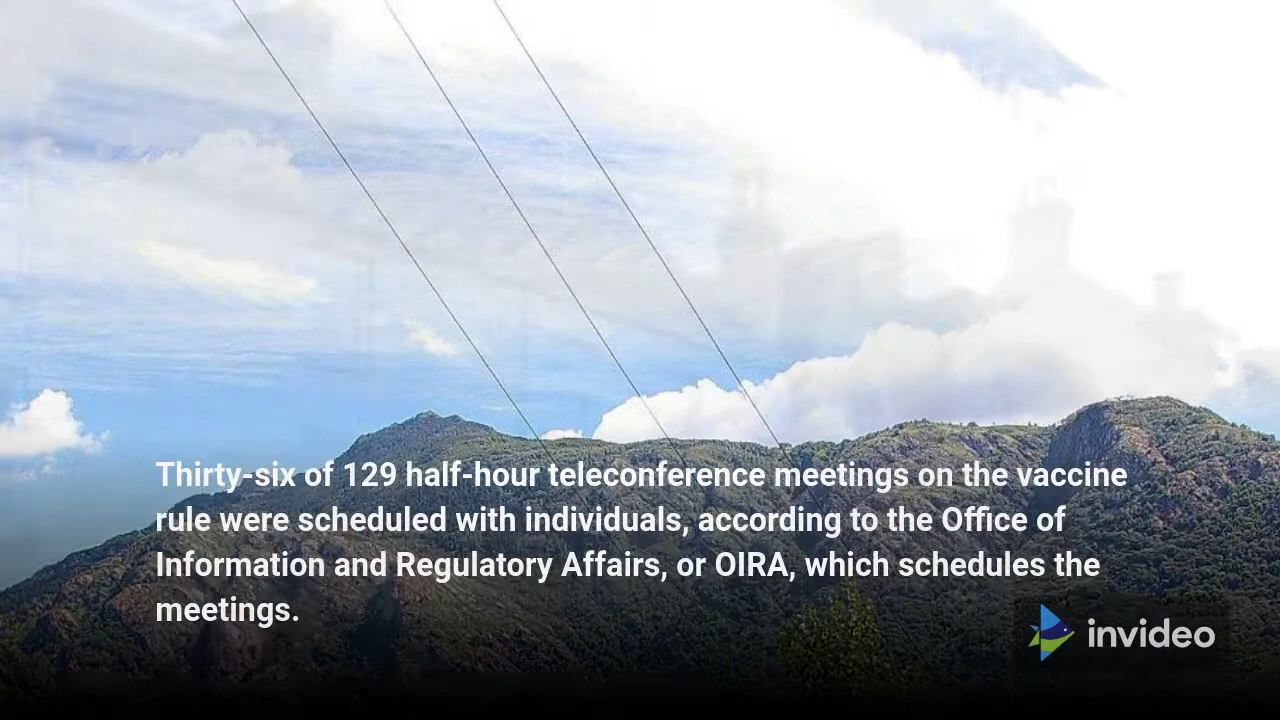 Thirty-six of 129 half-hour teleconference meetings on the vaccine
rule were scheduled with individuals, according to the Office of
Information and Regulatory Affairs, or OIRA, which schedules the
meetings.
invideo